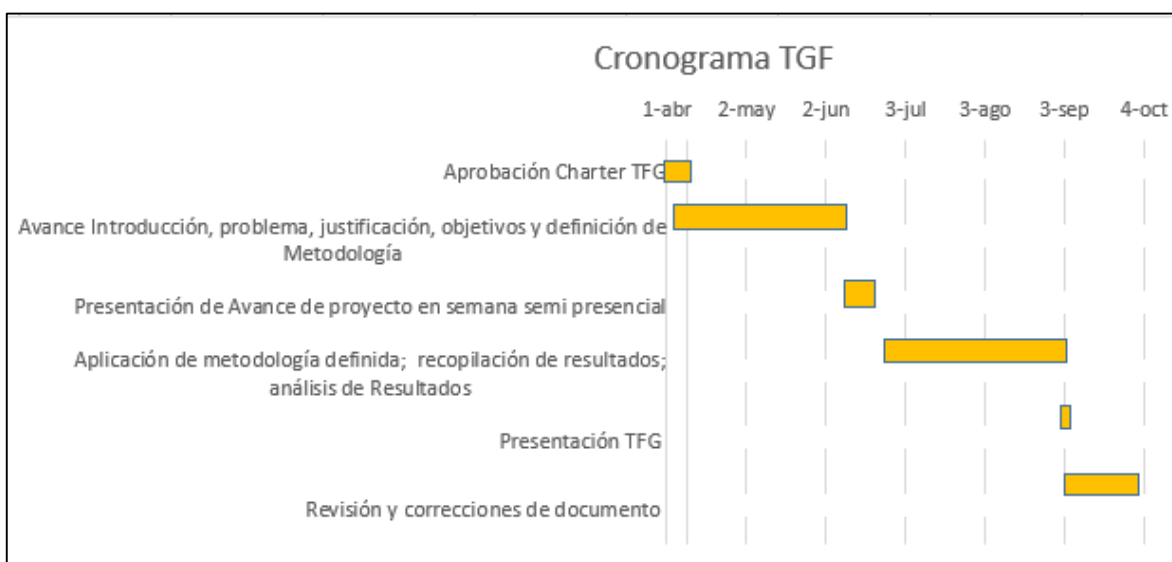 Cronograma TGF
1-abr 2-may 2-jun 3-jul 3-ago 3-sep 4-oct
Aprobación Charter TFG
Avance Introducción, problema, justificación, objetivos y definición de
Metodología
Presentación de Avance de proyecto en semana semi presencial
Aplicación de metodología definida; recopilación de resultados;
análisis de Resultados
Presentación TFG
Revisión y correcciones de documento